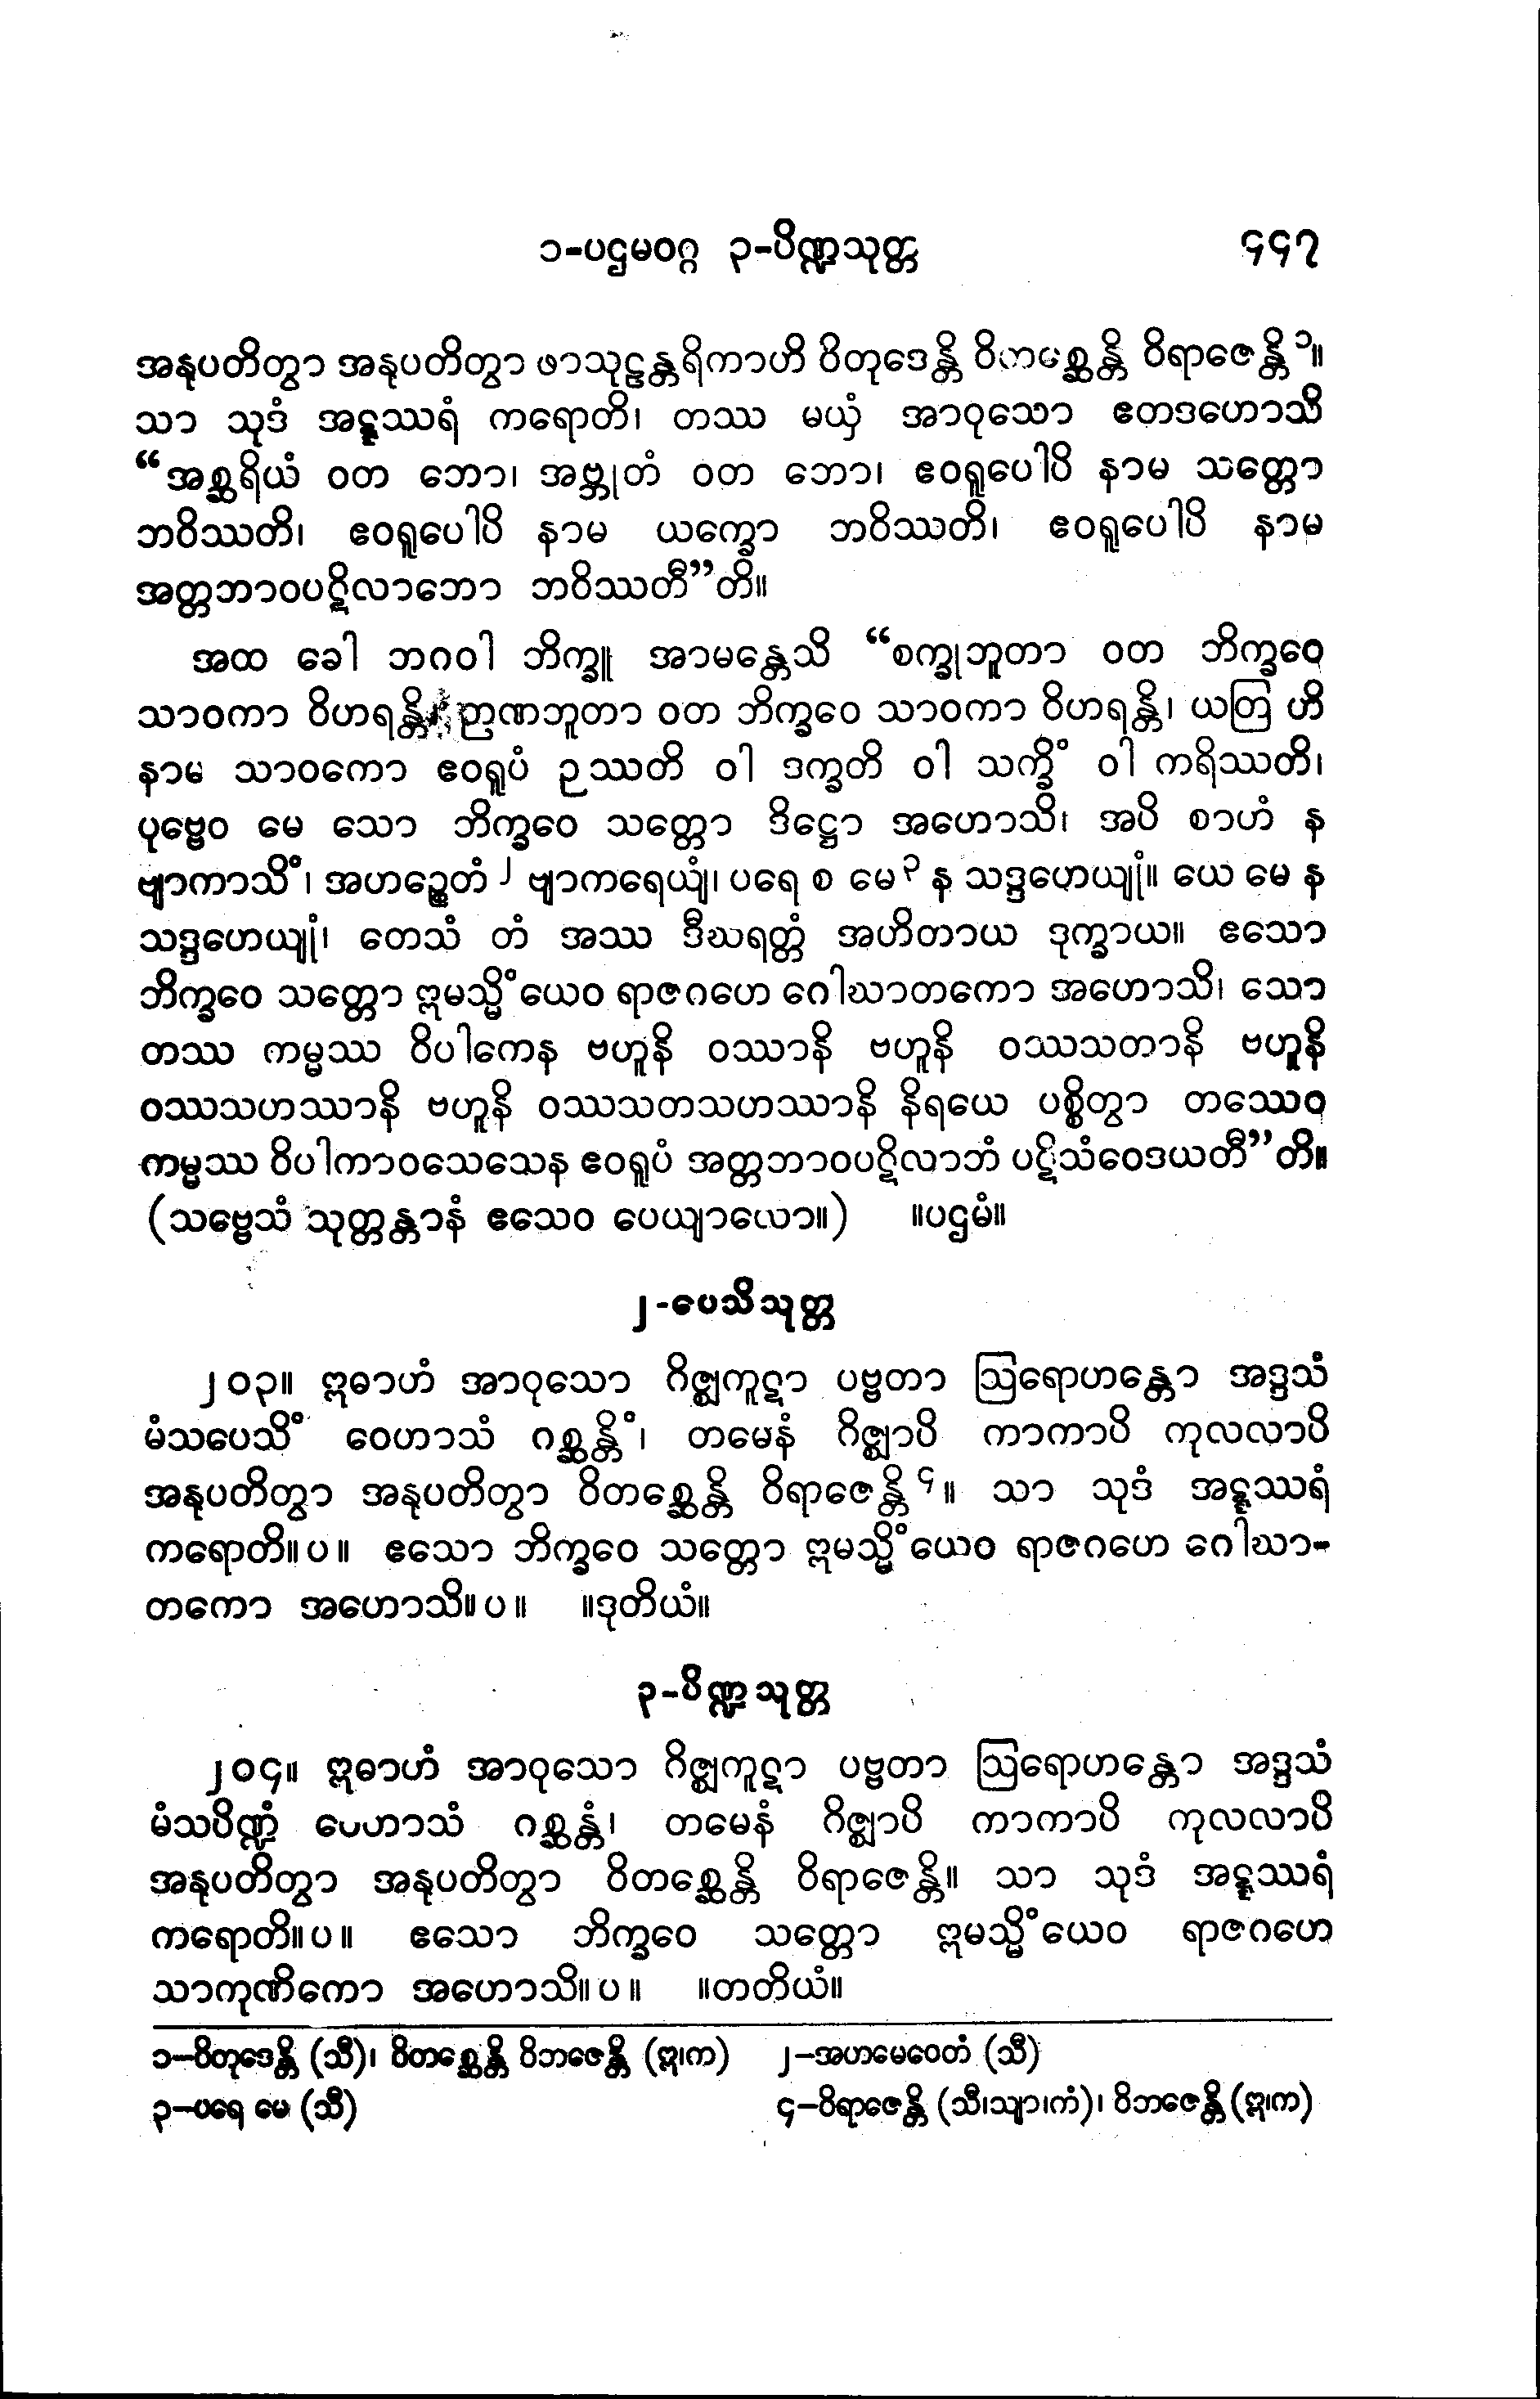 ၁-ပဌမဝဂ္ဂ ၃-ပိဏ္ဍသုတ္တ ၄၄၇
အနုပတိတွာ အနုပတိတွာ ဖာသုဠန္တရိကာဟိ ဝိတုဒေန္တိ ဝိတစ္ဆေန္တိ ဝိရာဇေန္တိ ၁။
သာ သုဒံ အဋ္ဋဿရံ ကရောတိ၊ တဿ မယှံ အာဝုသော ဧတဒဟောသိ
“အစ္ဆရိယံ ဝတ ဘော၊ အဗ္ဘုတံ ဝတ ဘော၊ ဧဝရူပေါပိ နာမ သတ္တော
ဘဝိဿတိ၊ ဧဝရူပေါပိ နာမ ယက္ခော ဘဝိဿတိ၊ ဧဝရူပေါပိ နာမ
အတ္တဘာဝပဋိလာဘော ဘဝိဿတီ”တိ။
အထ ခေါ ဘဂဝါ ဘိက္ခူ အာမန္တေသိ “စက္ခုဘူတာ ဝတ ဘိက္ခဝေ
သာဝကာ ဝိဟရန္တိ ဉာဏဘူတာ ဝတ ဘိက္ခဝေ သာဝကာ ဝိဟရန္တိ၊ ယတြ ဟိ
နာမ သာဝကော ဧဝရူပံ ဉဿတိ ဝါ ဒက္ခတိ ဝါ သက္ခိံ ဝါ ကရိဿတိ၊
ပုဗ္ဗေဝ မေ သော ဘိက္ခဝေ သတ္တော ဒိဋ္ဌော အဟောသိ၊ အပိ စာဟံ န
ဗျာကာသိံ၊ အဟဉ္စေတံ ၂ ဗျာကရေယျံ၊ ပရေ စ မေ ၃ န သဒ္ဒဟေယျုံ။ ယေ မေ န
သဒ္ဒဟေယျုံ၊ တေသံ တံ အဿ ဒီဃရတ္တံ အဟိတာယ ဒုက္ခာယ။ ဧသော
ဘိက္ခဝေ သတ္တော ဣမသ္မိံယေဝ ရာဇဂဟေ ဂေါဃာတကော အဟောသိ၊ သော
တဿ ကမ္မဿ ဝိပါကေန ဗဟူနိ ဝဿာနိ ဗဟူနိ ဝဿသတာနိ ဗဟူနိ
ဝဿသဟဿာနိ ဗဟူနိ ဝဿသတသဟဿာနိ နိရယေ ပစ္စိတွာ တဿေဝ
ကမ္မဿ ဝိပါကာဝသေသေန ဧဝရူပံ အတ္တဘာဝပဋိလာဘံ ပဋိသံဝေဒယတီ”တိ။
(သဗ္ဗေသံ သုတ္တန္တာနံ ဧသေဝ ပေယျာလော။) ။ပဌမံ။
၂-ပေသိသုတ္တ
၂၀၃။ ဣဓာဟံ အာဝုသော ဂိဇ္ဈကူဋာ ပဗ္ဗတာ ဩရောဟန္တော အဒ္ဒသံ
မံသပေသိံ ဝေဟာသံ ဂစ္ဆန္တိံ၊ တမေနံ ဂိဇ္ဈာပိ ကာကာပိ ကုလလာပိ
အနုပတိတွာ အနုပတိတွာ ဝိတစ္ဆေန္တိ ဝိရာဇေန္တိ ၄။ သာ သုဒံ အဋ္ဋဿရံ
ကရောတိ။ပ။ ဧသော ဘိက္ခဝေ သတ္တော ဣမသ္မိံယေဝ ရာဇဂဟေ ဂေါဃာ-
တကော အဟောသိ။ပ။ ။ဒုတိယံ။
၃-ပိဏ္ဍသုတ္တ
၂၀၄။ ဣဓာဟံ အာဝုသော ဂိဇ္ဈကူဋာ ပဗ္ဗတာ ဩရောဟန္တော အဒ္ဒသံ
မံသပိဏ္ဍံ ဝေဟာသံ ဂစ္ဆန္တံ၊ တမေနံ ဂိဇ္ဈာပိ ကာကာပိ ကုလလာပိ
အနုပတိတွာ အနုပတိတွာ ဝိတစ္ဆေန္တိ ဝိရာဇေန္တိ။ သာ သုဒံ အဋ္ဋဿရံ
ကရောတိ။ပ။ ဧသော ဘိက္ခဝေ သတ္တော ဣမသ္မိံယေဝ ရာဇဂဟေ
သာကုဏိကော အဟောသိ။ပ။ ။တတိယံ။
၁—ဝိတုဒေန္တိ (သီ)၊ ဝိတစ္ဆေန္တိ ဝိဘဇေန္တိ (ဣ၊က) ၂—အဟမေဝေတံ (သီ)
၃—ပရေ မေ (သီ) ၄—ဝိရာဇေန္တိ (သီ၊သျာ၊ကံ)၊ ဝိဘဇေန္တိ (ဣ၊က)